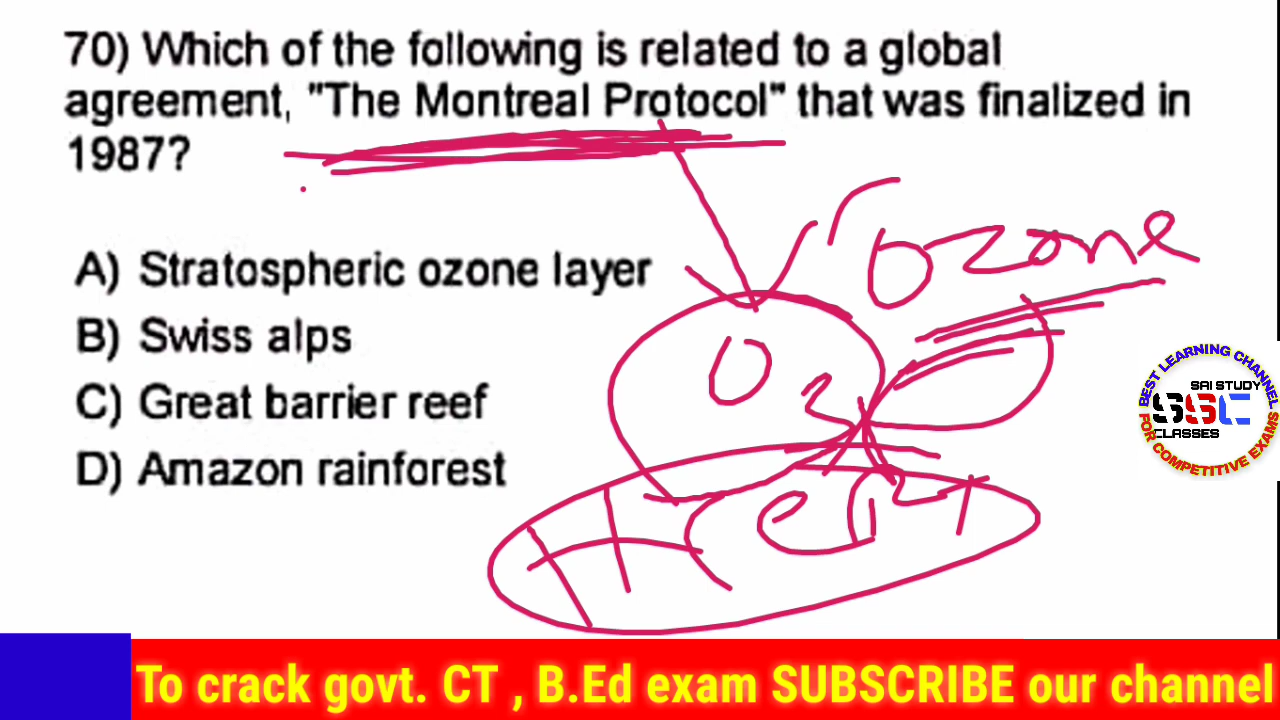 70) Which of the following is related to a global
agreement, "The Montreal Protocol" that was finalized in
1987?
A) Stratospheric ozone layer
B) Swiss alps
C) Great barrier reef
D) Amazon rainforest
Ozone
O
BEST LEARNING CHANNEL
SAI STUDY
SSC
CLASSES
FOR COMPETITIVE EXAMS
To crack govt. CT , B.Ed exam SUBSCRIBE our channel